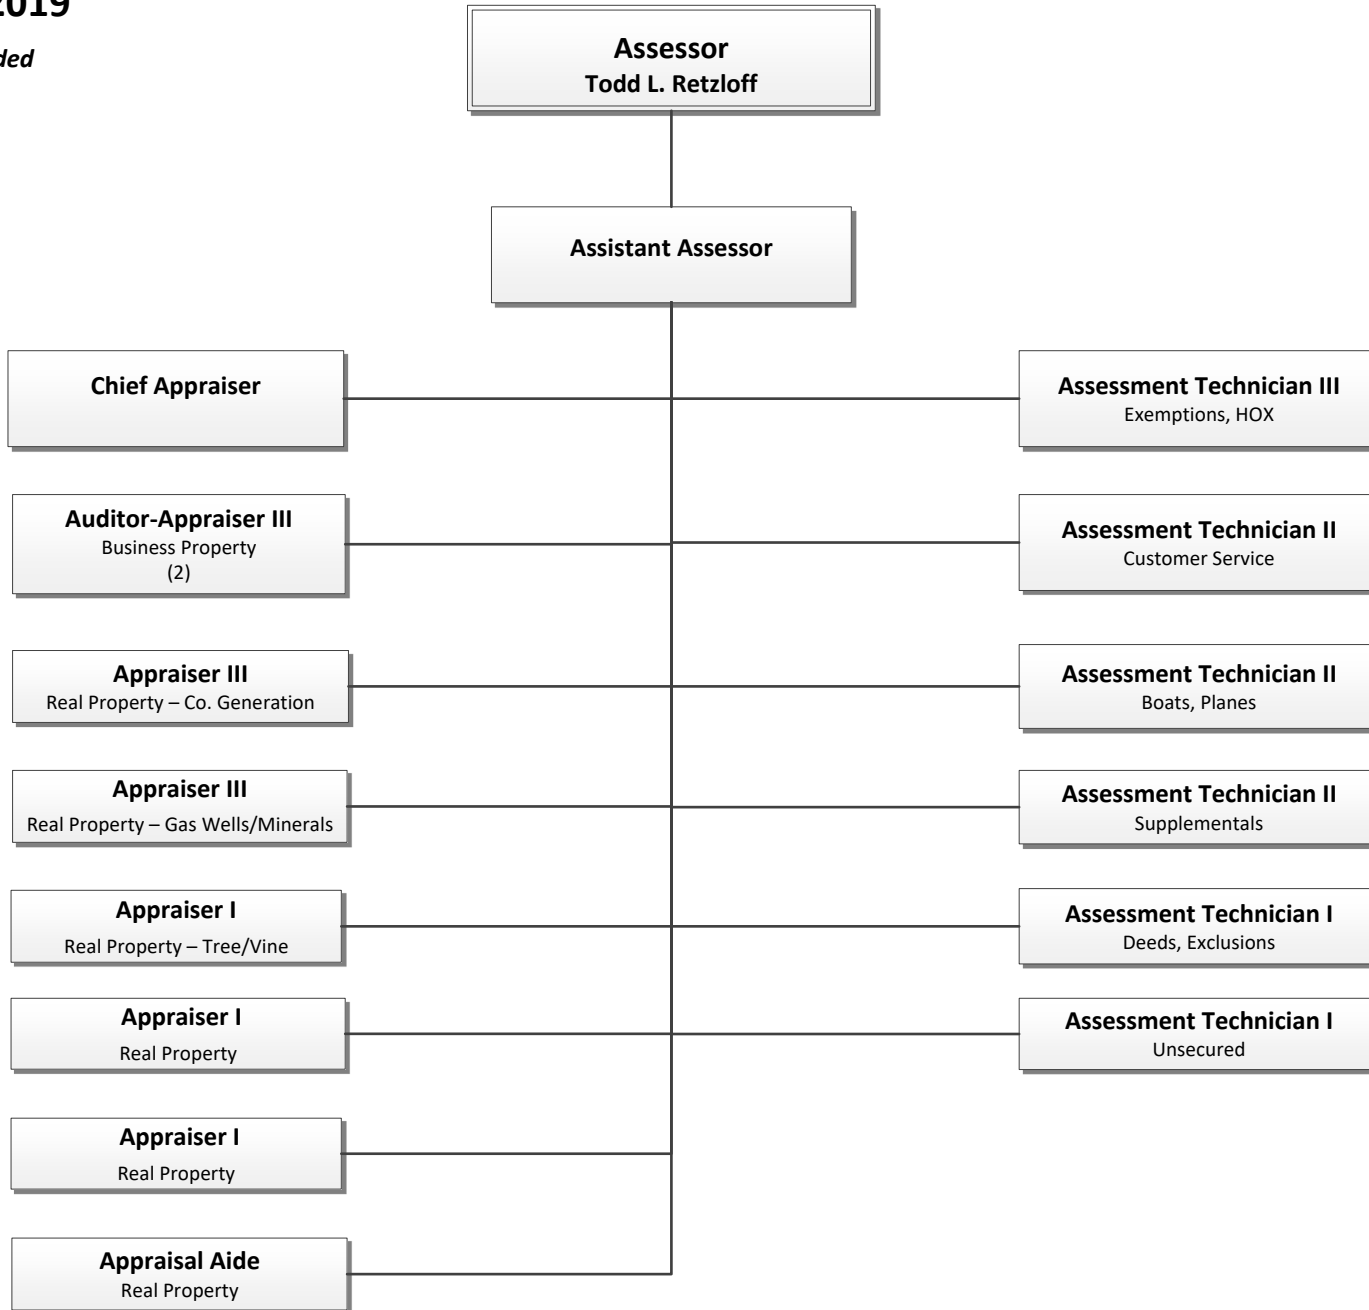 2019
Assessor
Todd L. Retzloff
Assistant Assessor
Chief Appraiser
Assessment Technician III
Exemptions, HOX
Auditor-Appraiser III
Business Property
(2)
Assessment Technician II
Customer Service
Appraiser III
Real Property – Co. Generation
Assessment Technician II
Boats, Planes
Appraiser III
Real Property – Gas Wells/Minerals
Assessment Technician II
Supplementals
Appraiser I
Real Property – Tree/Vine
Assessment Technician I
Deeds, Exclusions
Appraiser I
Real Property
Assessment Technician I
Unsecured
Appraiser I
Real Property
Appraisal Aide
Real Property